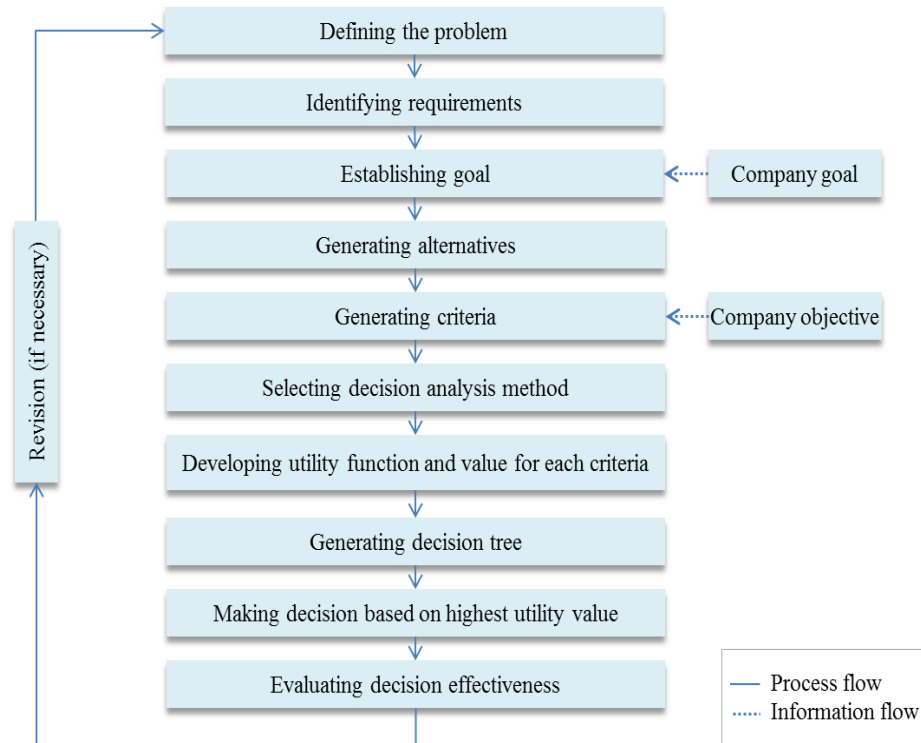 Defining the problem
Identifying requirements
Establishing goal
Company goal
Generating alternatives
Generating criteria
Company objective
Revision (if necessary)
Selecting decision analysis method
Developing utility function and value for each criteria
Generating decision tree
Making decision based on highest utility value
Evaluating decision effectiveness
Process flow
Information flow